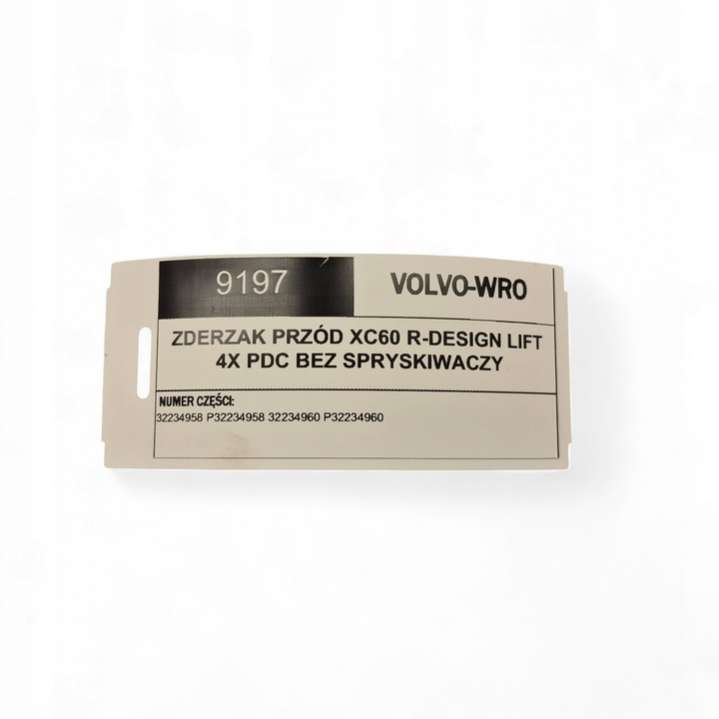 9197
VOLVO-WRO
ZDERZAK PRZÓD XC60 R-DESIGN LIFT
4X PDC BEZ SPRYSKIWACZY
NUMER CZĘŚCI:
32234958 P32234958 32234960 P32234960